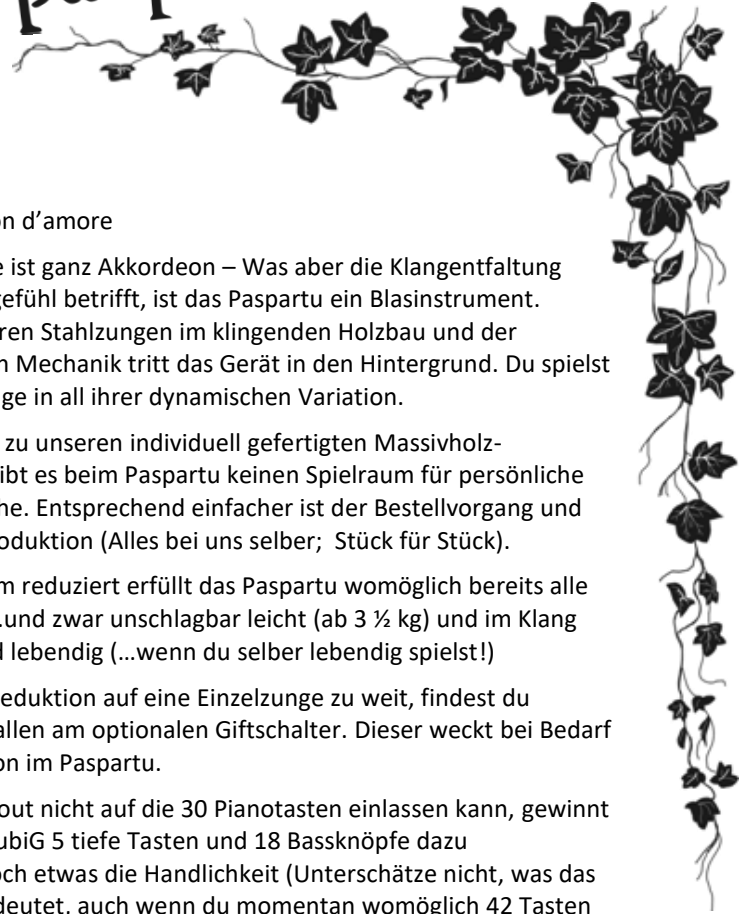 on d’amore
e ist ganz Akkordeon – Was aber die Klangentfaltung
gefühl betrifft, ist das Paspartu ein Blasinstrument.
ren Stahlzungen im klingenden Holzbau und der
n Mechanik tritt das Gerät in den Hintergrund. Du spielst
ge in all ihrer dynamischen Variation.
zu unseren individuell gefertigten Massivholz-
ibt es beim Paspartu keinen Spielraum für persönliche
he. Entsprechend einfacher ist der Bestellvorgang und
oduktion (Alles bei uns selber; Stück für Stück).
m reduziert erfüllt das Paspartu womöglich bereits alle
.und zwar unschlagbar leicht (ab 3 ½ kg) und im Klang
d lebendig (…wenn du selber lebendig spielst!)
eduktion auf eine Einzelzunge zu weit, findest du
allen am optionalen Giftschalter. Dieser weckt bei Bedarf
on im Paspartu.
out nicht auf die 30 Pianotasten einlassen kann, gewinnt
ubiG 5 tiefe Tasten und 18 Bassknöpfe dazu
och etwas die Handlichkeit (Unterschätze nicht, was das
deutet, auch wenn du momentan womöglich 42 Tasten